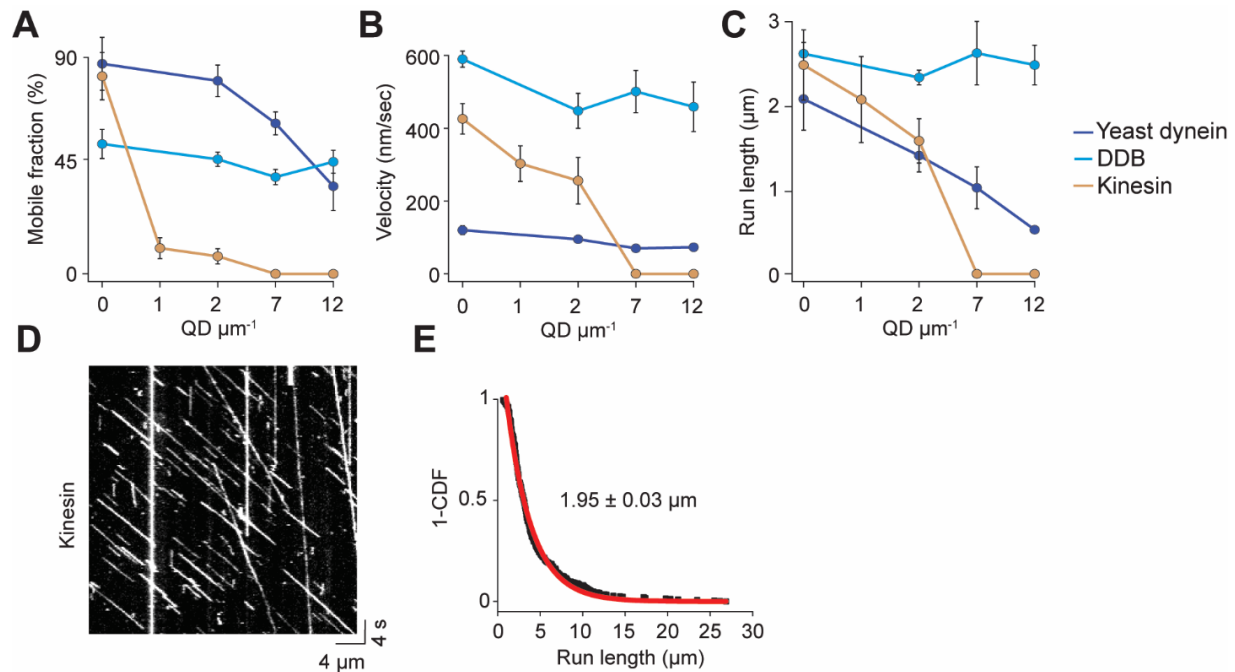 A
Mobile fraction (%)
90
45
0
0 1 2 7 12
QD µm-1
B
Velocity (nm/sec)
600
400
200
0
0 1 2 7 12
QD µm-1
C
Run length (µm)
3
2
1
0
0 1 2 7 12
QD µm-1
Yeast dynein
DDB
Kinesin
D
Kinesin
4 s
4 µm
E
1-CDF
1
0.5
0
1.95 ± 0.03 µm
0 5 10 15 20 25 30
Run length (µm)